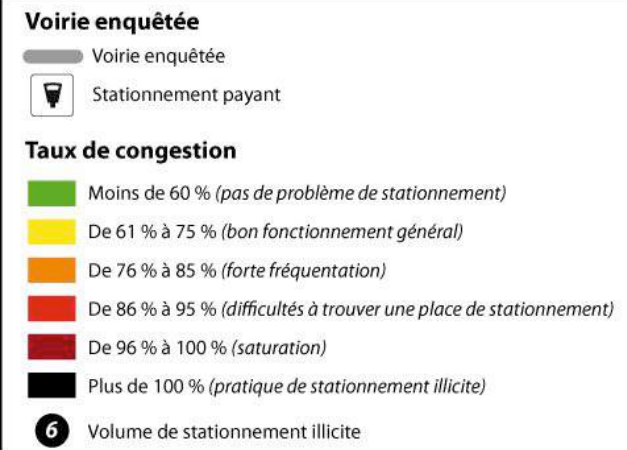 Voirie enquêtée
Voirie enquêtée
Stationnement payant
Taux de congestion
Moins de 60 % (pas de problème de stationnement)
De 61 % à 75 % (bon fonctionnement général)
De 76 % à 85 % (forte fréquentation)
De 86 % à 95 % (difficultés à trouver une place de stationnement)
De 96 % à 100 % (saturation)
Plus de 100 % (pratique de stationnement illicite)
6 Volume de stationnement illicite